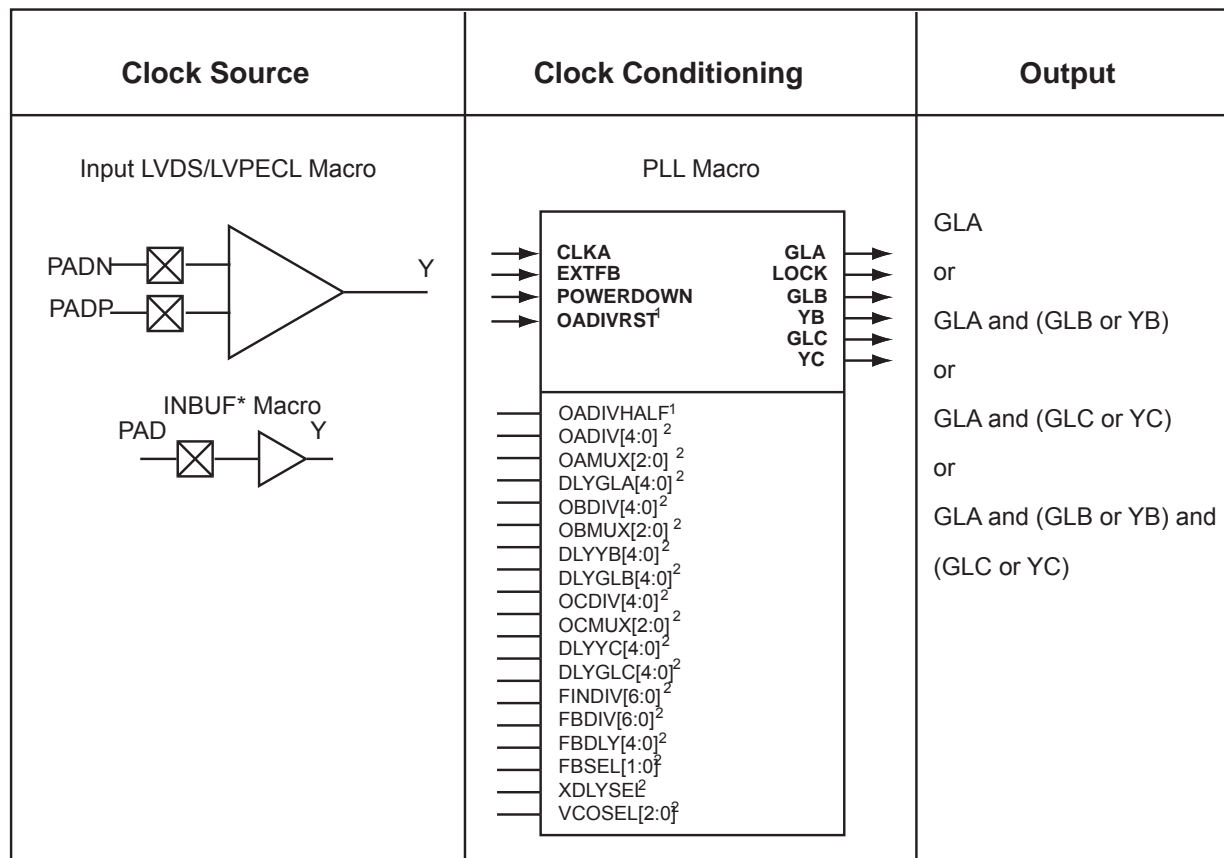 Clock Source
Clock Conditioning
Output
Input LVDS/LVPECL Macro
PADN
PADP
Y
INBUF* Macro
PAD
Y
PLL Macro
CLKA
EXTFB
POWERDOWN
OADIVRST1
GLA
LOCK
GLB
YB
GLC
YC
OADIVHALF1
OADIV[4:0] 2
OAMUX[2:0] 2
DLYGLA[4:0] 2
OBDIV[4:0]2
OBMUX[2:0] 2
DLYYB[4:0]2
DLYGLB[4:0]2
OCDIV[4:0]2
OCMUX[2:0] 2
DLYYC[4:0]2
DLYGLC[4:0]2
FINDIV[6:0] 2
FBDIV[6:0]2
FBDLY[4:0]2
FBSEL[1:0]2
XDLYSEL2
VCOSEL[2:0]2
GLA
or
GLA and (GLB or YB)
or
GLA and (GLC or YC)
or
GLA and (GLB or YB) and
(GLC or YC)